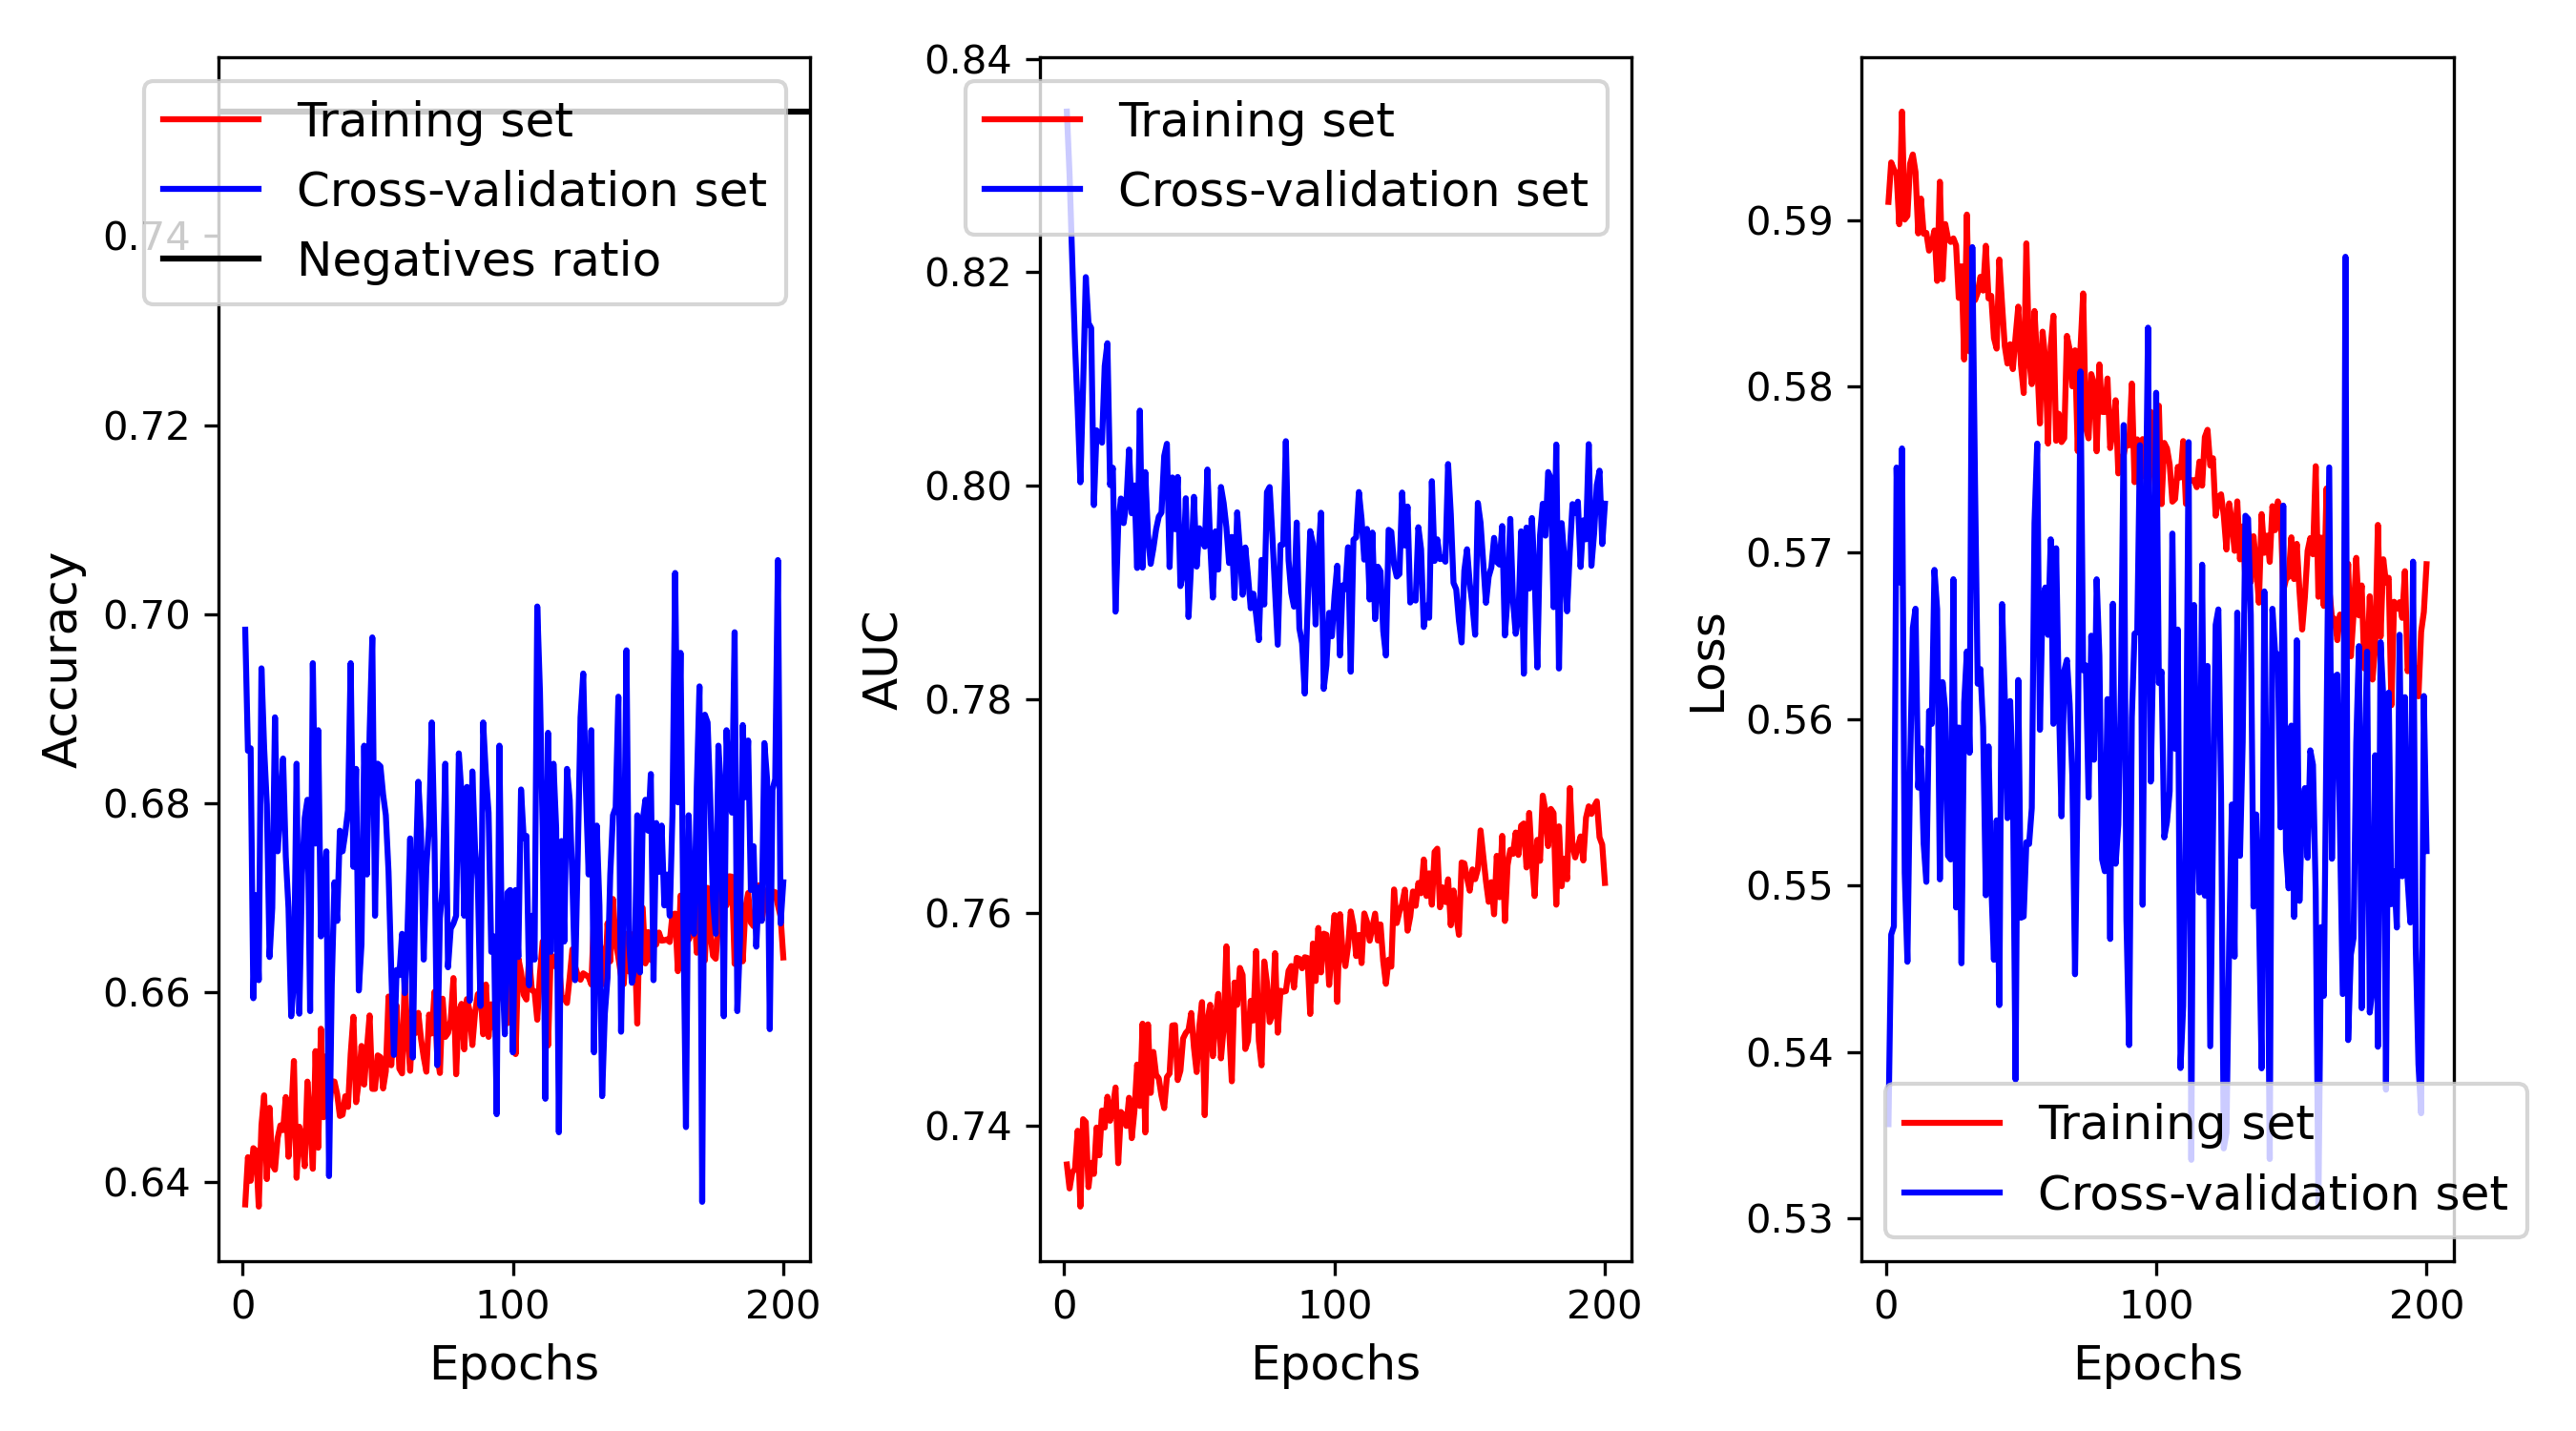 Accuracy
0.74
0.72
0.70
0.68
0.66
0.64
Training set
Cross-validation set
Negatives ratio
0
100
200
Epochs
AUC
0.84
0.82
0.80
0.78
0.76
0.74
Training set
Cross-validation set
0
100
200
Epochs
Loss
0.59
0.58
0.57
0.56
0.55
0.54
0.53
Training set
Cross-validation set
0
100
200
Epochs